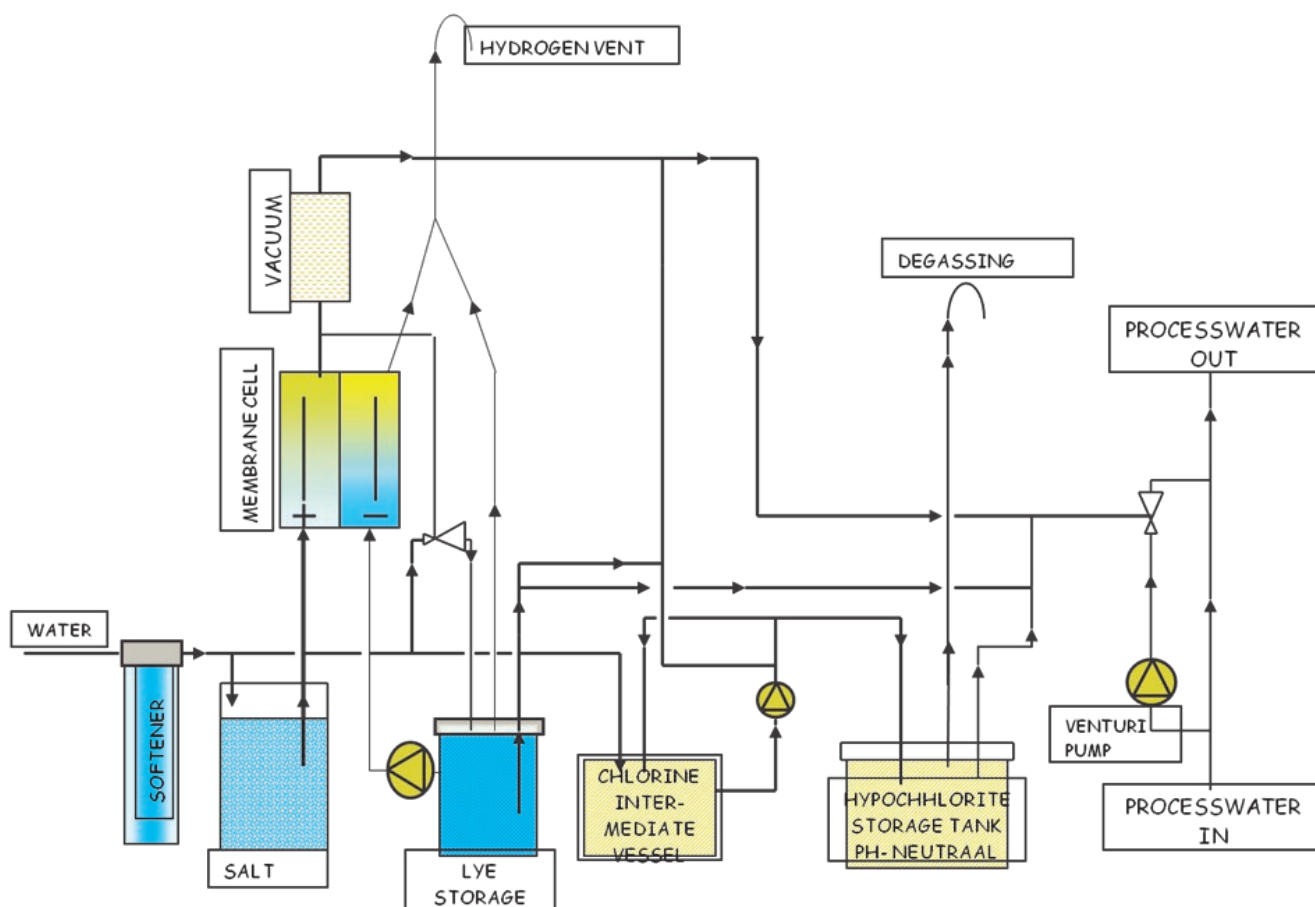 HYDROGEN VENT
VACUUM
DEGASSING
PROCESSWATER
OUT
MEMBRANE CELL
+
–
WATER
SOFTENER
SALT
LYE
STORAGE
CHLORINE
INTER-
MEDIATE
VESSEL
HYPOCHHLORITE
STORAGE TANK
PH- NEUTRAAL
VENTURI
PUMP
PROCESSWATER
IN